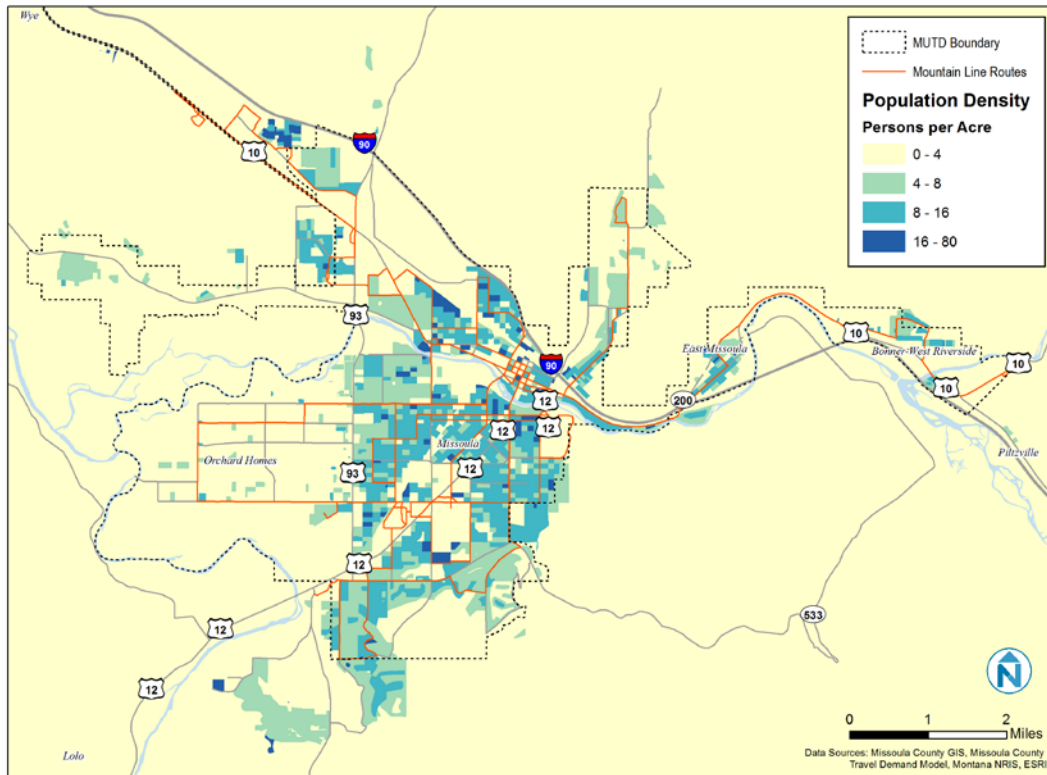 Wye
MUTD Boundary
Mountain Line Routes
Population Density
Persons per Acre
0 - 4
4 - 8
8 - 16
16 - 80
90
10
93
90
East Missoula
10
Bonner-West Riverside
10
10
200
12
12
12
Missoula
12
Orchard Homes
93
Piltzville
12
533
12
12
Lolo
N
0 1 2
Miles
Data Sources: Missoula County GIS, Missoula County
Travel Demand Model, Montana NRIS, ESRI